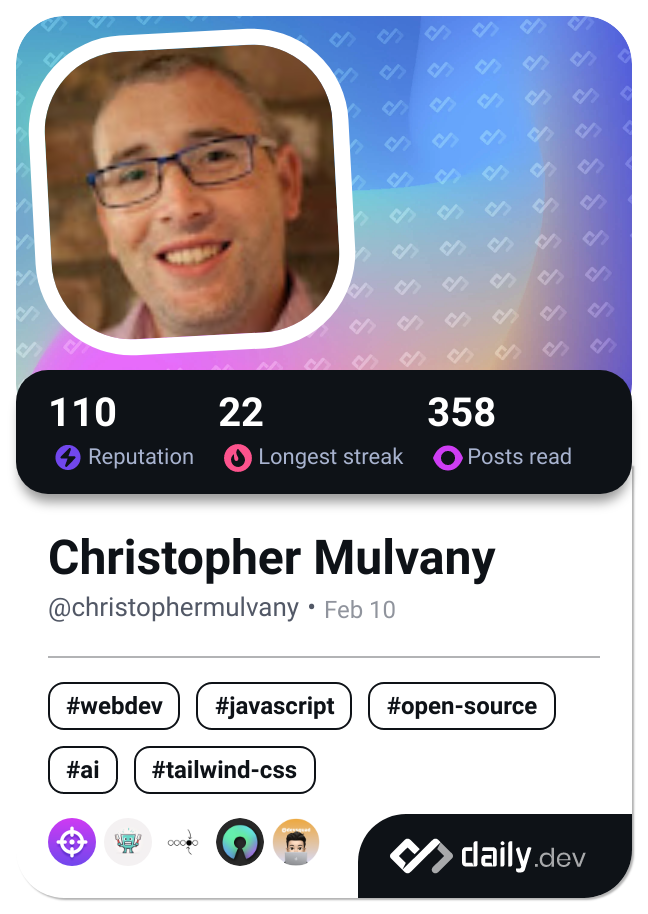 110 22 358
Reputation Longest streak Posts read
Christopher Mulvany
@christophermulvany • Feb 10
#webdev #javascript #open-source
#ai #tailwind-css
daily.dev